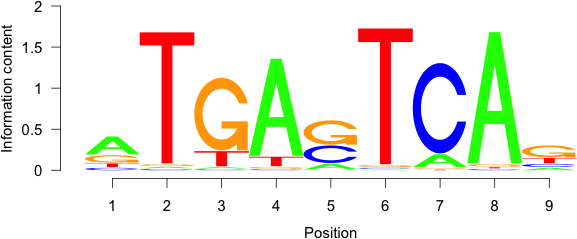 2
1.5
1
0.5
0
Information content
A T G A G T C A G
G T T C A T
T C
C A
1 2 3 4 5 6 7 8 9
Position